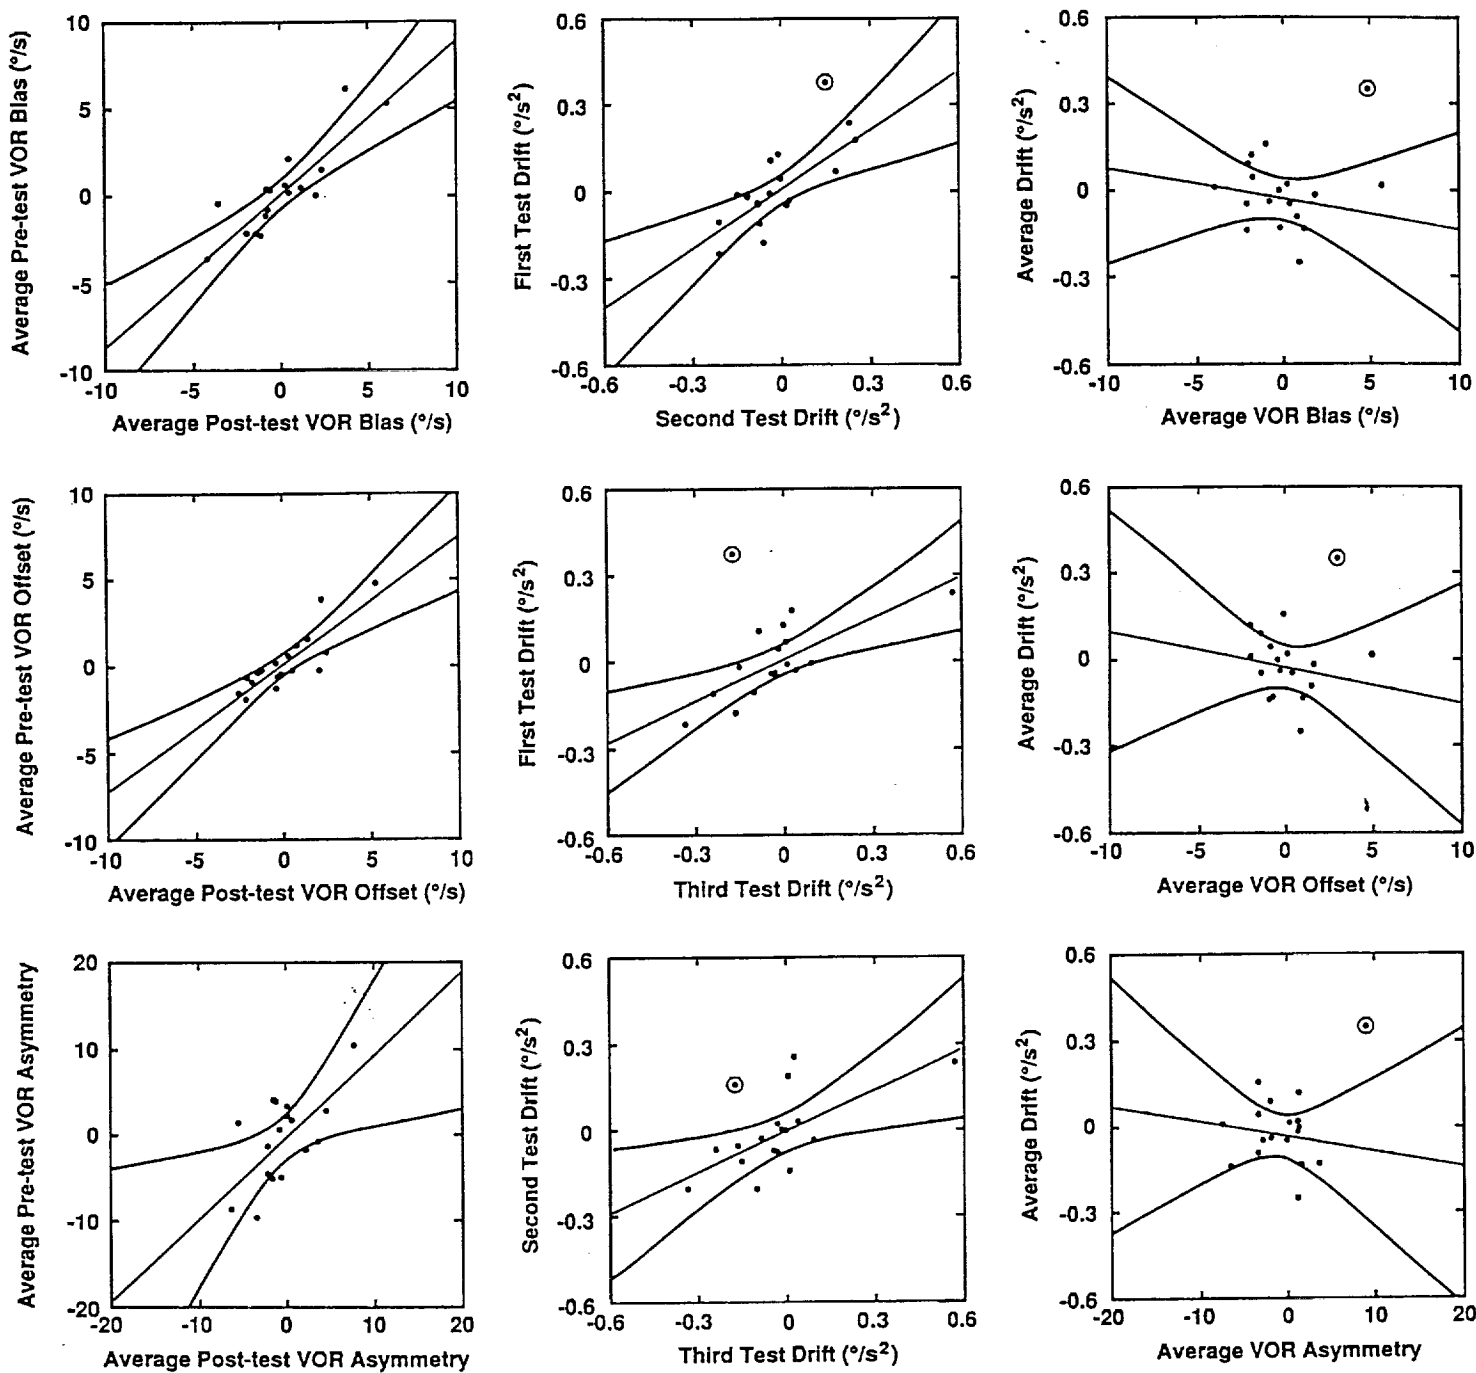 Average Pre-test VOR Bias (°/s)
10
5
0
-5
-10
-10 -5 0 5 10
Average Post-test VOR Bias (°/s)
First Test Drift (°/s²)
0.6
0.3
0
-0.3
-0.6
-0.6 -0.3 0 0.3 0.6
Second Test Drift (°/s²)
Average Drift (°/s²)
0.6
0.3
0
-0.3
-0.6
-10 -5 0 5 10
Average VOR Bias (°/s)
Average Pre-test VOR Offset (°/s)
10
5
0
-5
-10
-10 -5 0 5 10
Average Post-test VOR Offset (°/s)
First Test Drift (°/s²)
0.6
0.3
0
-0.3
-0.6
-0.6 -0.3 0 0.3 0.6
Third Test Drift (°/s²)
Average Drift (°/s²)
0.6
0.3
0
-0.3
-0.6
-10 -5 0 5 10
Average VOR Offset (°/s)
Average Pre-test VOR Asymmetry
20
10
0
-10
-20
-20 -10 0 10 20
Average Post-test VOR Asymmetry
Second Test Drift (°/s²)
0.6
0.3
0
-0.3
-0.6
-0.6 -0.3 0 0.3 0.6
Third Test Drift (°/s²)
Average Drift (°/s²)
0.6
0.3
0
-0.3
-0.6
-20 -10 0 10 20
Average VOR Asymmetry